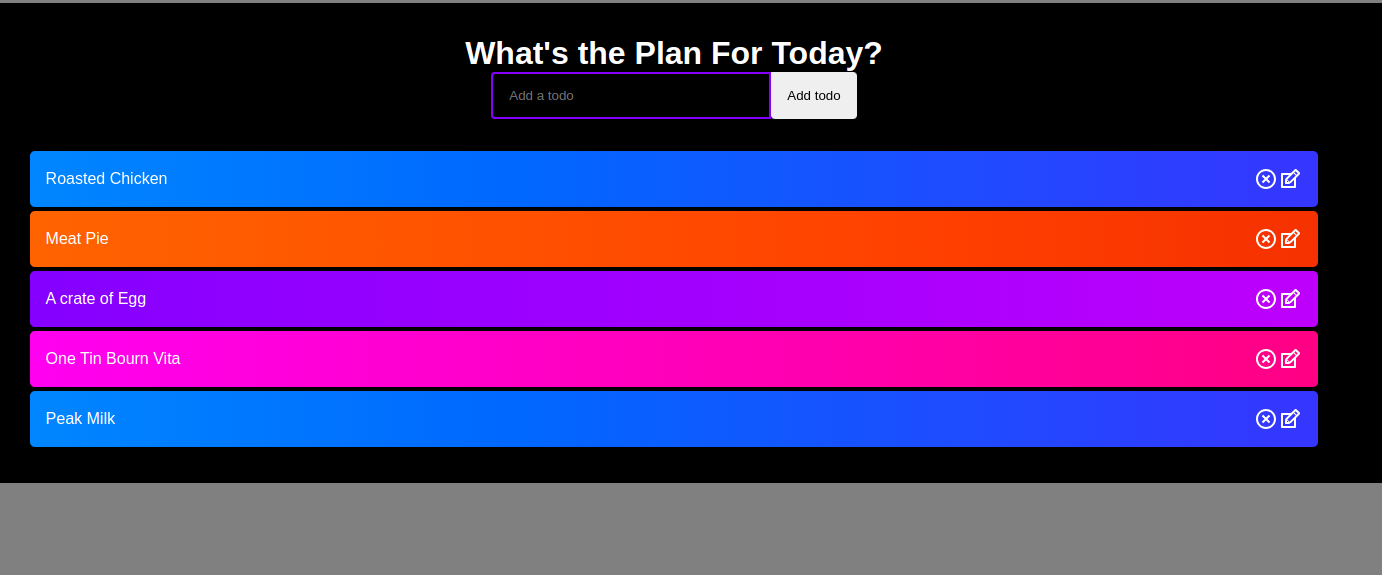 What's the Plan For Today?
Add a todo Add todo
Roasted Chicken
Meat Pie
A crate of Egg
One Tin Bourn Vita
Peak Milk